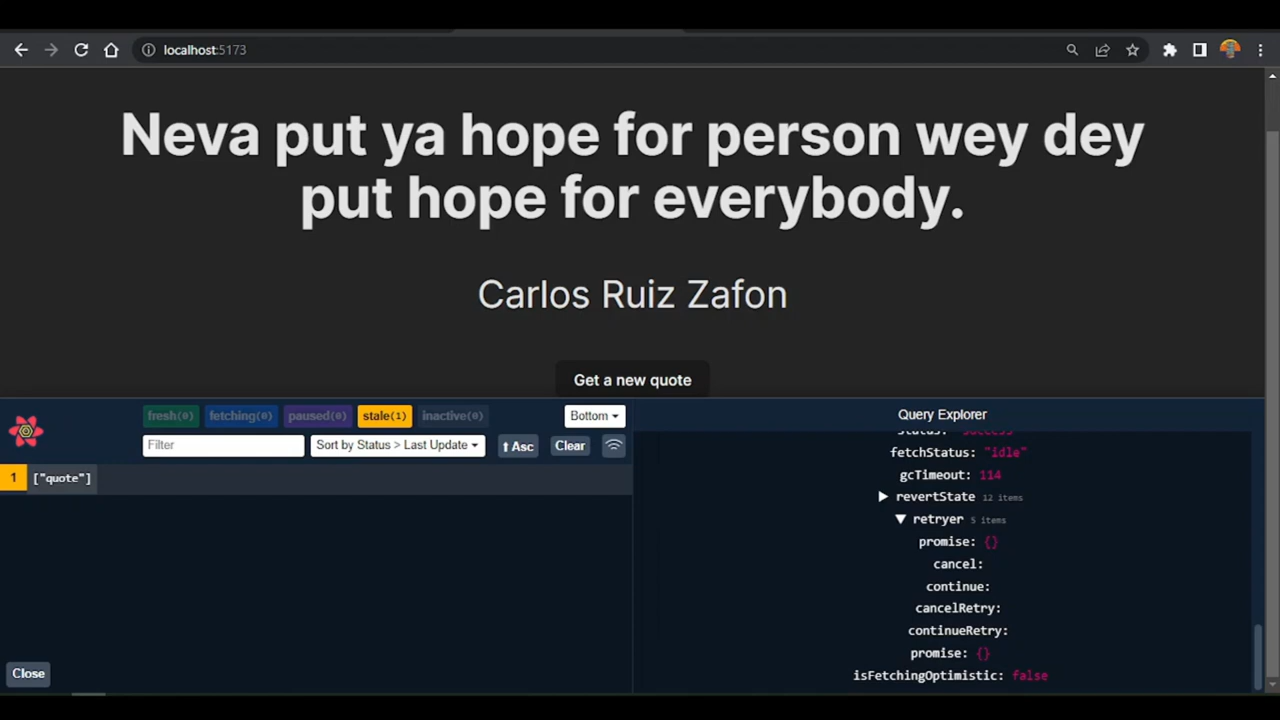 localhost:5173
Neva put ya hope for person wey dey
put hope for everybody.
Carlos Ruiz Zafon
Get a new quote
fresh(0) fetching(0) paused(0) stale(1) inactive(0) Bottom
Filter Sort by Status > Last Update Asc Clear
1 ["quote"]
Close
Query Explorer
status: "success"
fetchStatus: "idle"
gcTimeout: 114
revertState 12 items
retryer 5 items
promise: {}
cancel:
continue:
cancelRetry:
continueRetry:
promise: {}
isFetchingOptimistic: false